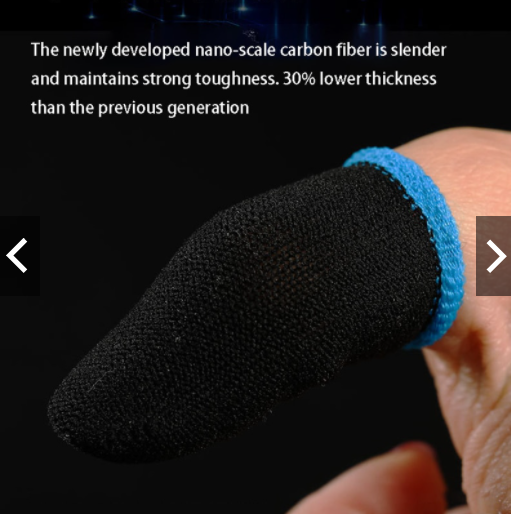 The newly developed nano-scale carbon fiber is slender
and maintains strong toughness. 30% lower thickness
than the previous generation